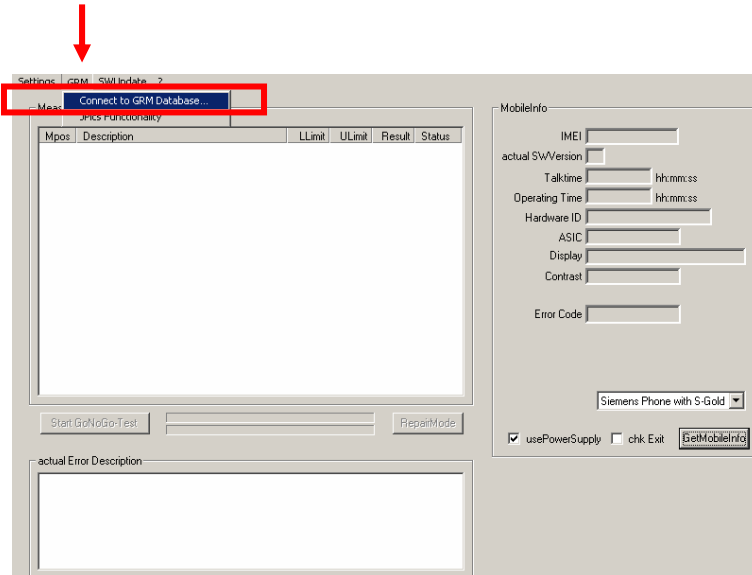 Settings GRM SWUpdate ?
Connect to GRM Database...
JPICS Functionality
Mpos Description LLimit ULimit Result Status
Start GoNoGo-Test
RepairMode
actual Error Description
MobileInfo
IMEI
actual SWVersion
Talktime hh:mm:ss
Operating Time hh:mm:ss
Hardware ID
ASIC
Display
Contrast
Error Code
Siemens Phone with S-Gold
usePowerSupply chk Exit GetMobileInfo